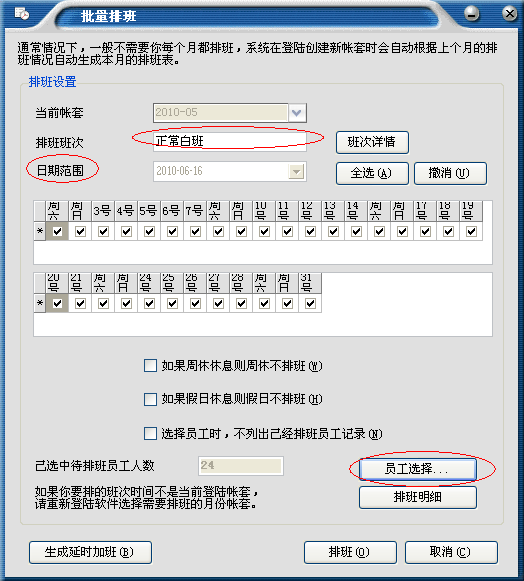 批量排班
通常情况下，一般不需要你每个月都排班，系统在登陆创建新帐套时会自动根据上个月的排
班情况自动生成本月的排班表。
排班设置
当前帐套 2010-05
排班班次 正常白班 班次详情
日期范围 2010-06-16 全选(A) 撤消(U)
周六 周日 3号 4号 5号 6号 7号 周六 周日 10号 11号 12号 13号 14号 周六 周日 17号 18号 19号
*
20号 21号 周六 周日 24号 25号 26号 27号 28号 周六 周日 31号
*
如果周休休息则周休不排班(W)
如果假日休息则假日不排班(H)
选择员工时，不列出己经排班员工记录(N)
己选中待排班员工人数 24 员工选择...
如果你要排的班次时间不是当前登陆帐套，
请重新登陆软件选择需要排班的月份帐套。 排班明细
生成延时加班(B) 排班(O) 取消(C)